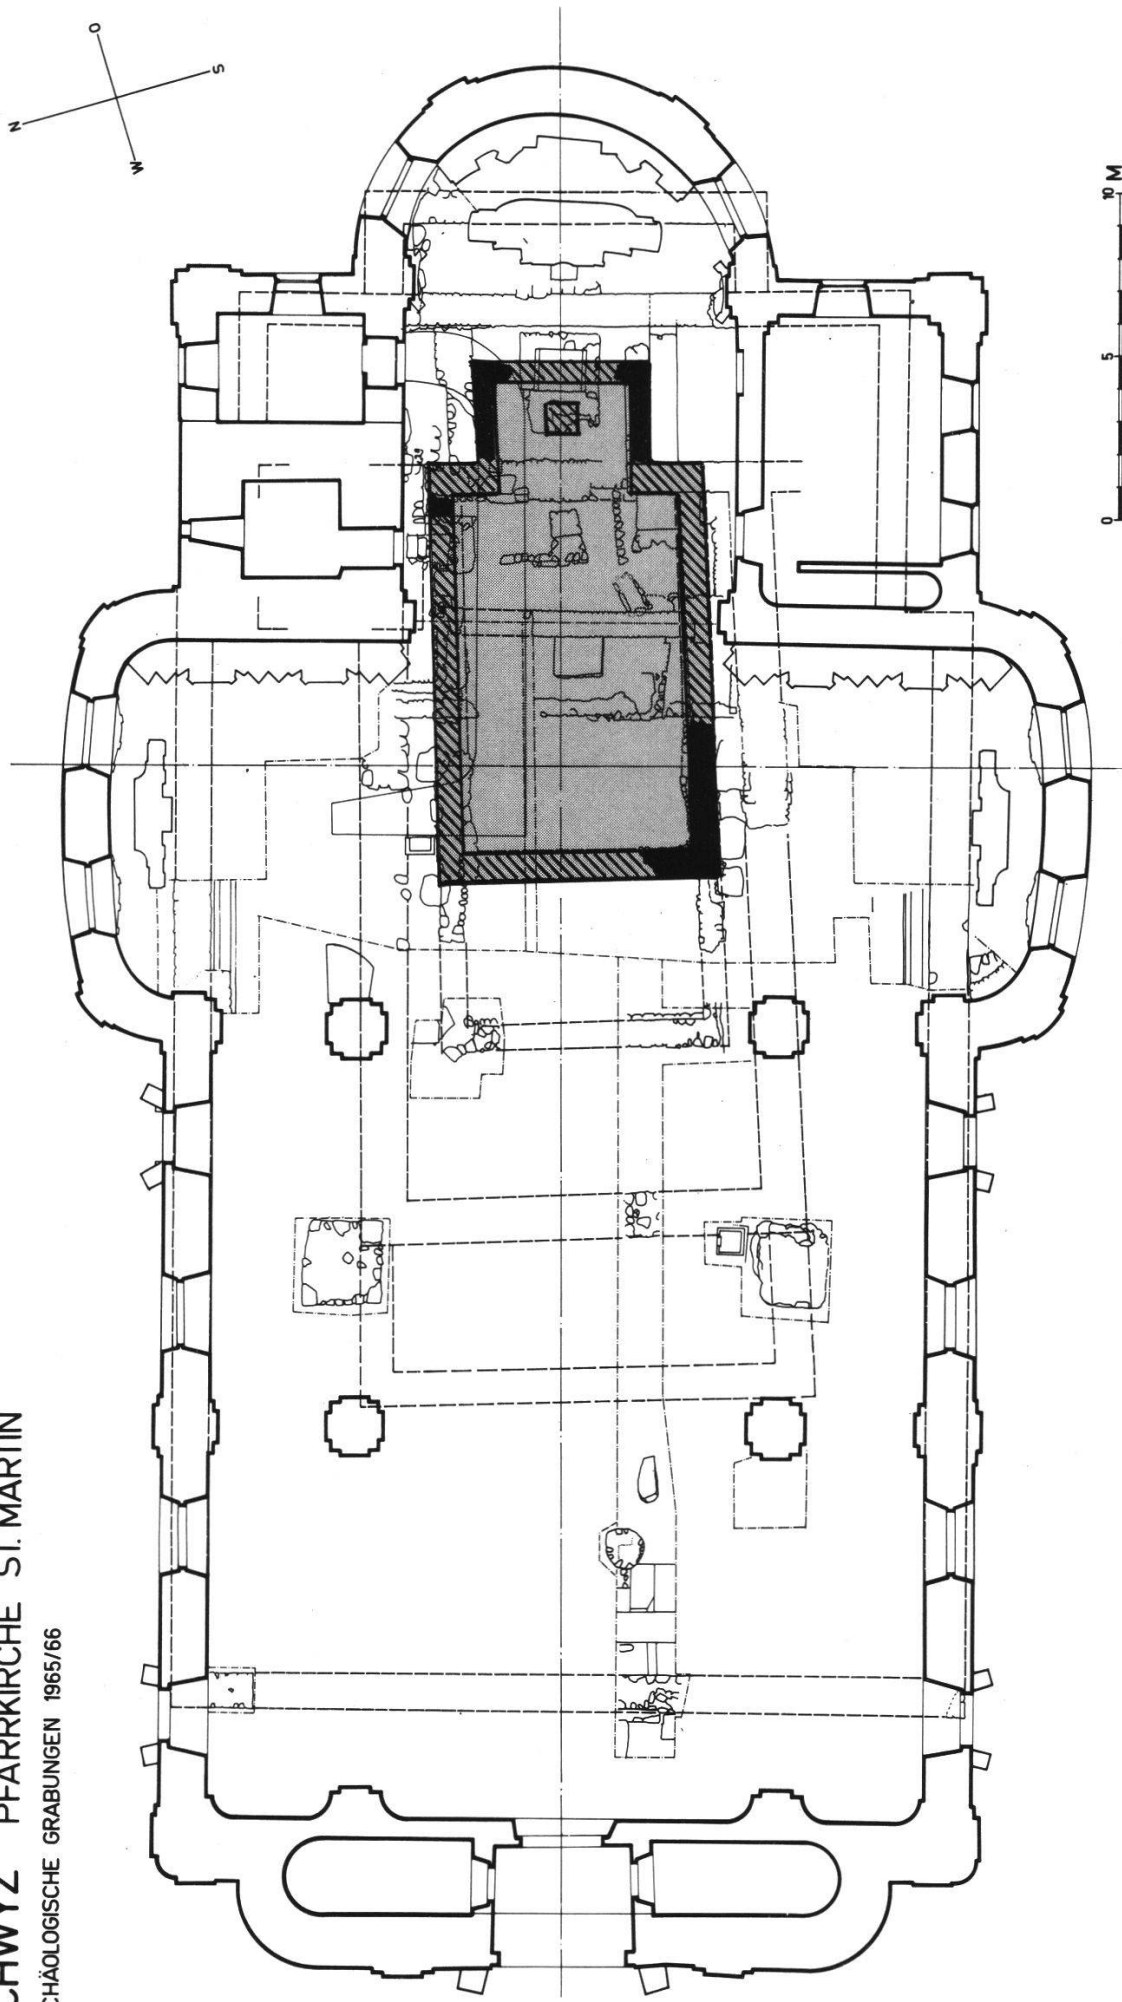 CHWYZ PFARRKIRCHE ST. MARTIN
CHÄOLOGISCHE GRABUNGEN 1965/66
O
N
S
W
0
5
10 M